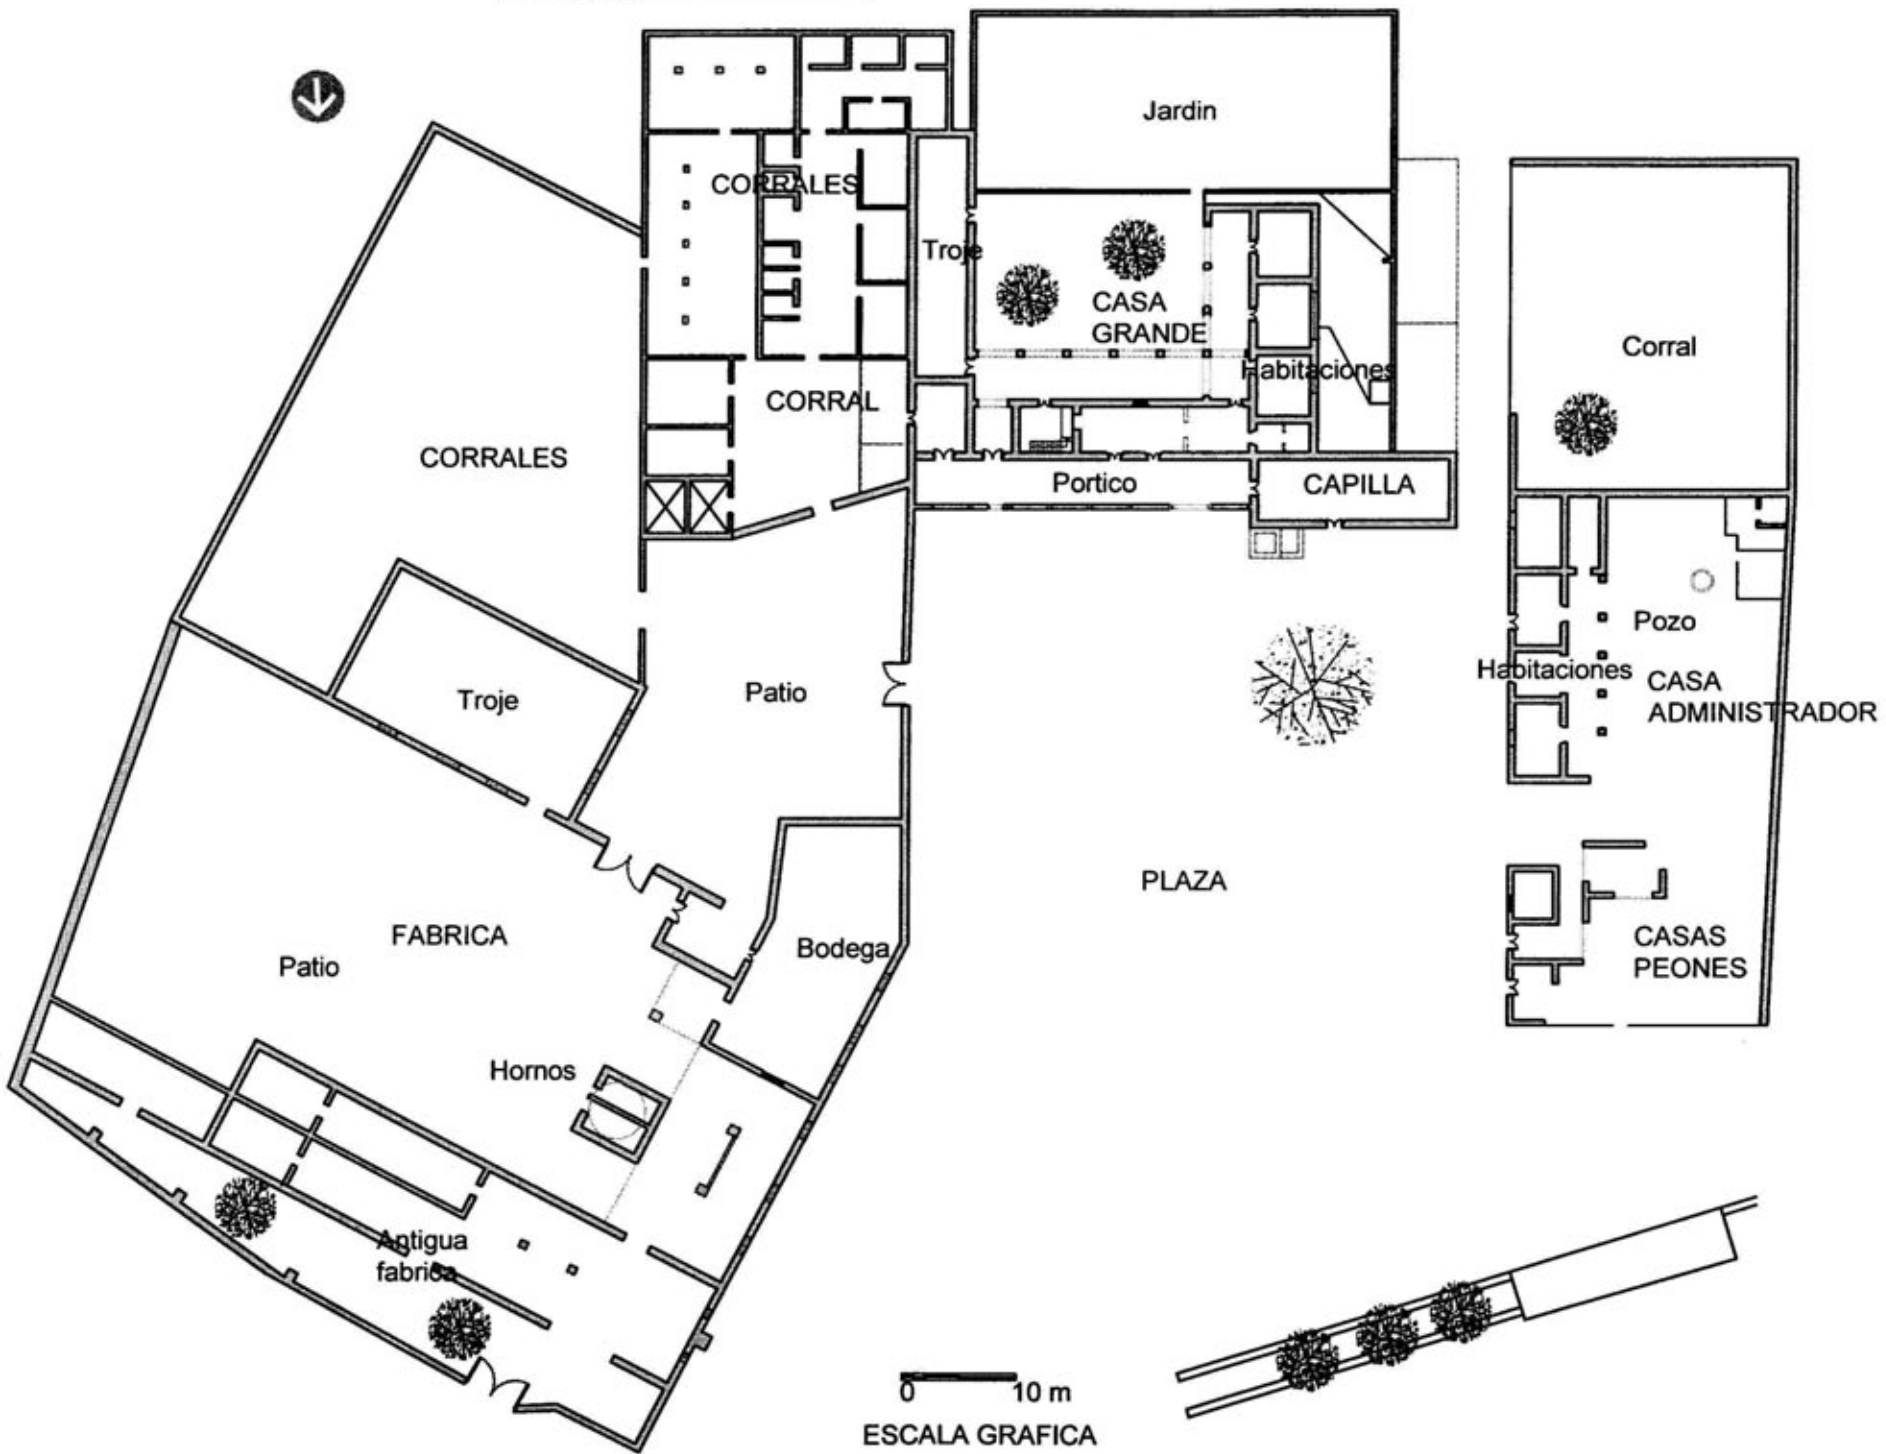 Jardin
CORRALES
Troje
CASA
GRANDE
Corral
Habitaciones
CORRAL
CORRALES
Portico
CAPILLA
Pozo
Habitaciones
CASA
ADMINISTRADOR
Troje
Patio
PLAZA
FABRICA
Patio
Bodega
CASAS
PEONES
Hornos
Antigua
fabrica
0 10 m
ESCALA GRAFICA